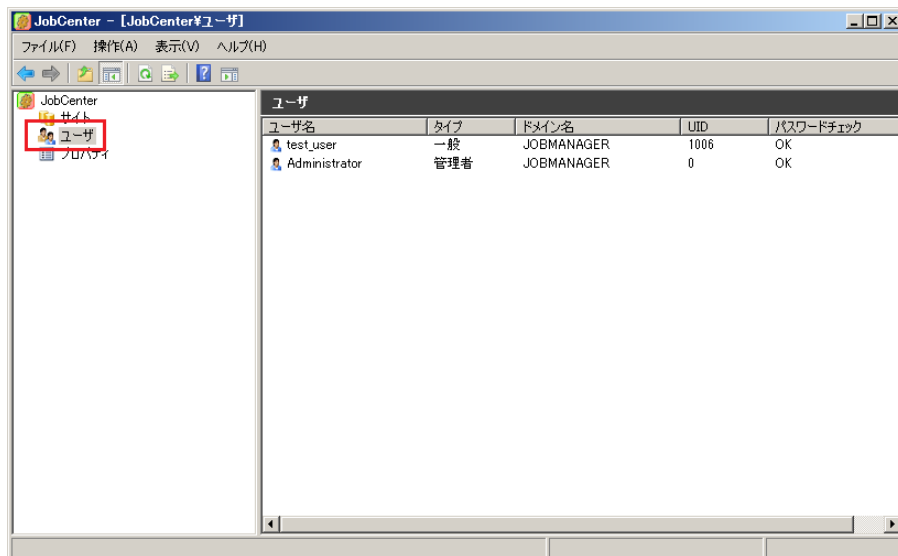 JobCenter - [JobCenter¥ユーザ]
ファイル(F) 操作(A) 表示(V) ヘルプ(H)
JobCenter
サイト
ユーザ
プロパティ
ユーザ
ユーザ名 タイプ ドメイン名 UID パスワードチェック
test_user 一般 JOBMANAGER 1006 OK
Administrator 管理者 JOBMANAGER 0 OK